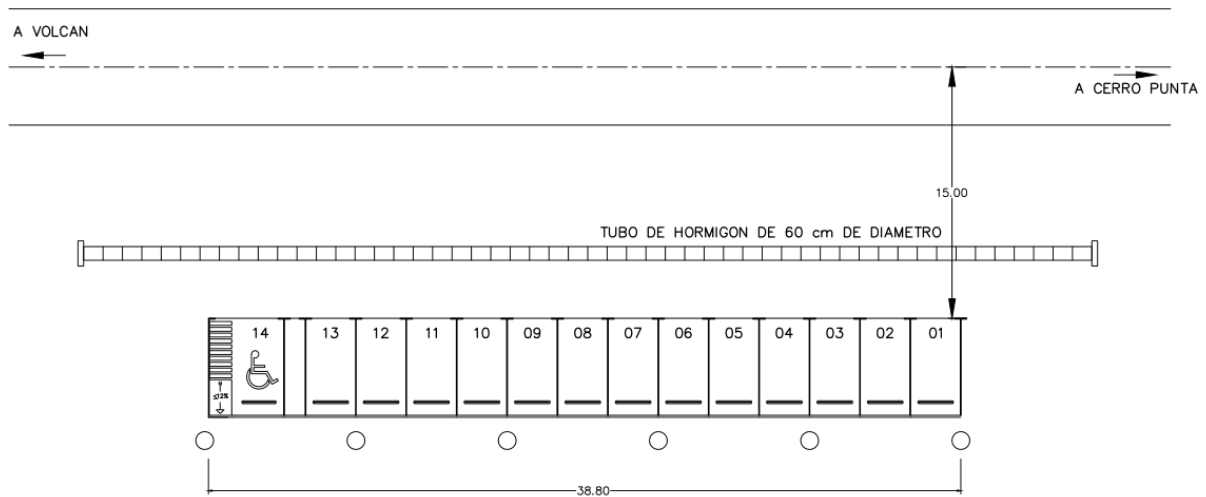 A VOLCAN
A CERRO PUNTA
15.00
TUBO DE HORMIGON DE 60 cm DE DIAMETRO
14 13 12 11 10 09 08 07 06 05 04 03 02 01
38.80